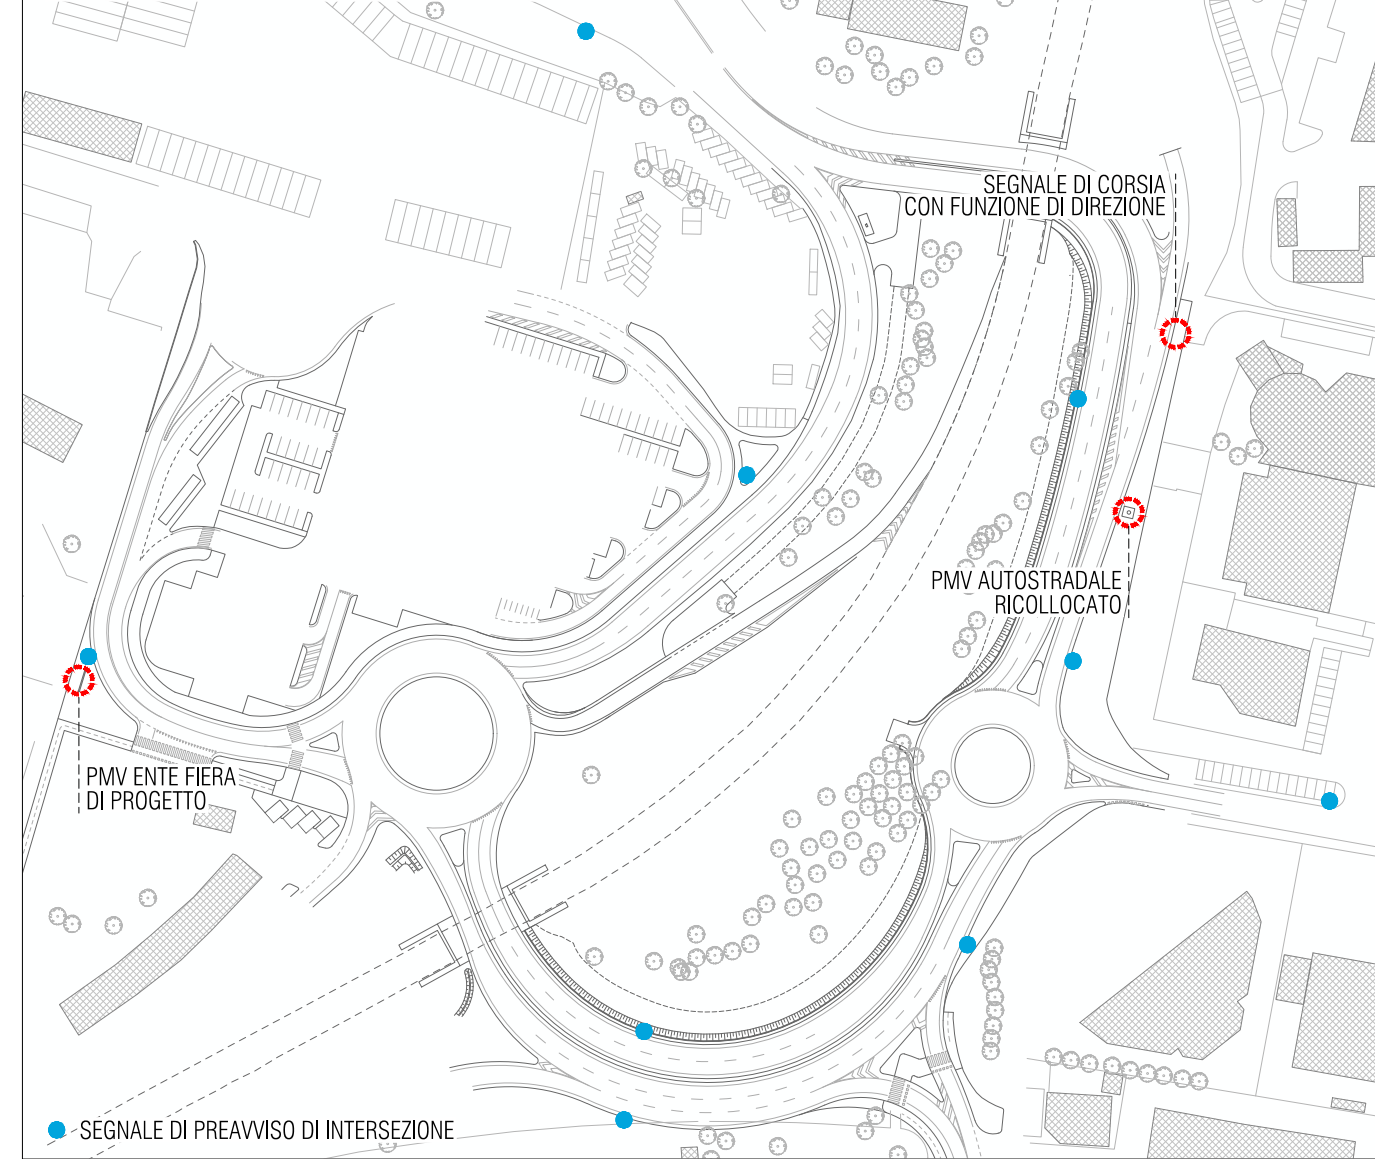 SEGNALE DI CORSIA
CON FUNZIONE DI DIREZIONE
PMV AUTOSTRADALE
RICOLLOCATO
PMV ENTE FIERA
DI PROGETTO
SEGNALE DI PREAVVISO DI INTERSEZIONE